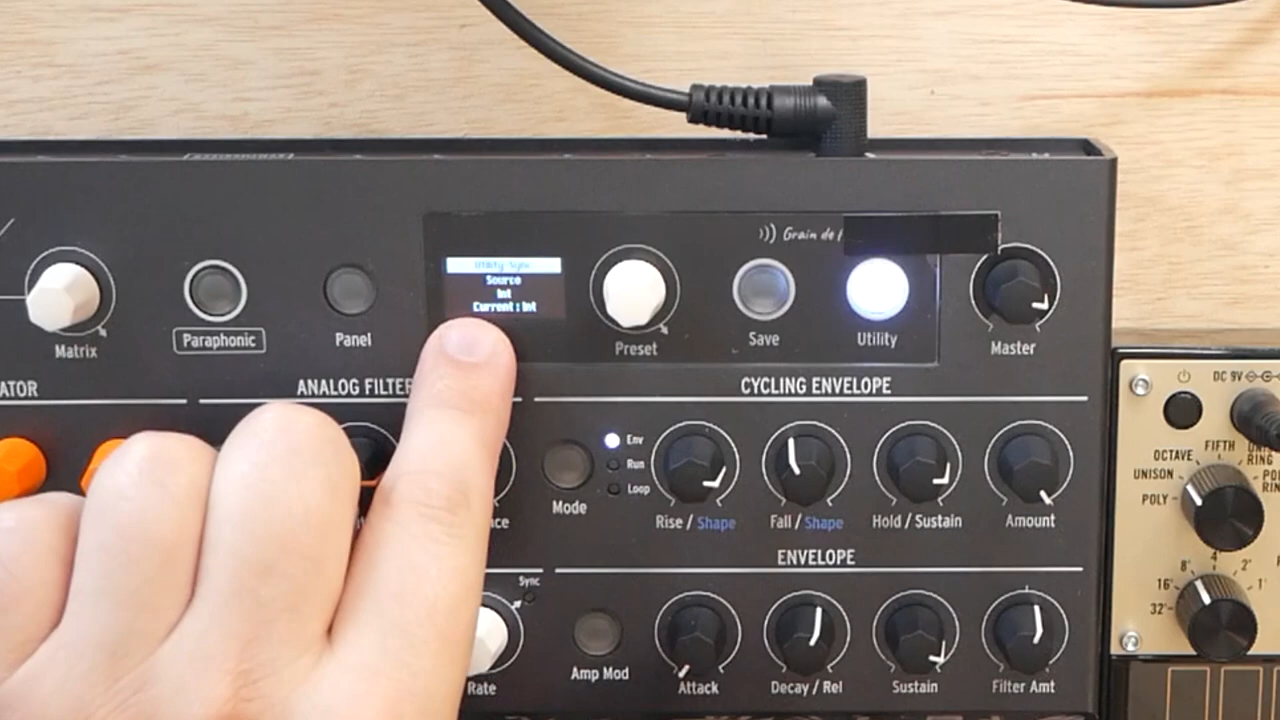 Grain de
Utility Sync
Source
Int
Current : Int
Matrix
Paraphonic
Panel
Preset
Save
Utility
Master
ATOR
ANALOG FILTER
CYCLING ENVELOPE
Mode
Env
Run
Loop
Rise / Shape
Fall / Shape
Hold / Sustain
Amount
ENVELOPE
Sync
Rate
Amp Mod
Attack
Decay / Rel
Sustain
Filter Amt
DC 9V
FIFTH
OCTAVE
UNISON
POLY
RING
4'
8'
2'
16'
1'
32'